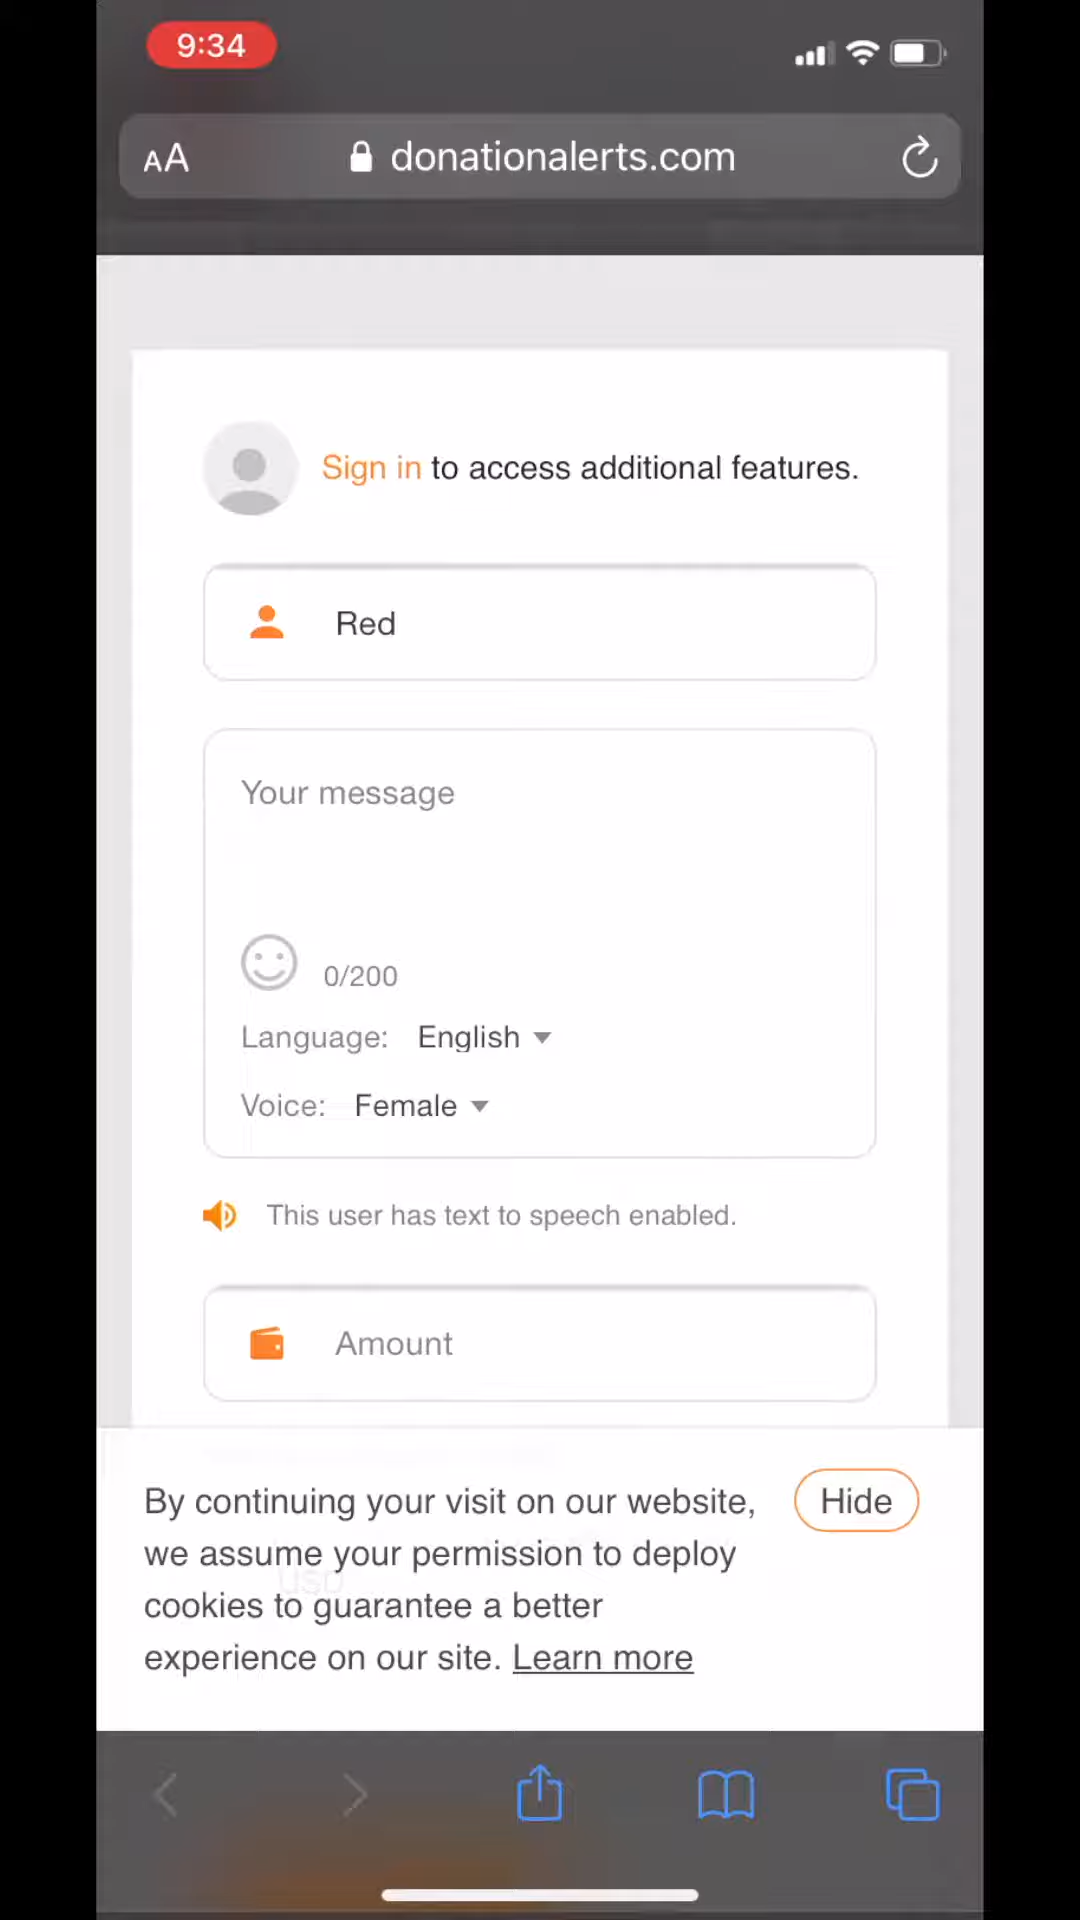 9:34
AA donationalerts.com
Sign in to access additional features.
Red
Your message
0/200
Language: English
Voice: Female
This user has text to speech enabled.
Amount
By continuing your visit on our website,
Hide
we assume your permission to deploy
USD
cookies to guarantee a better
experience on our site. Learn more